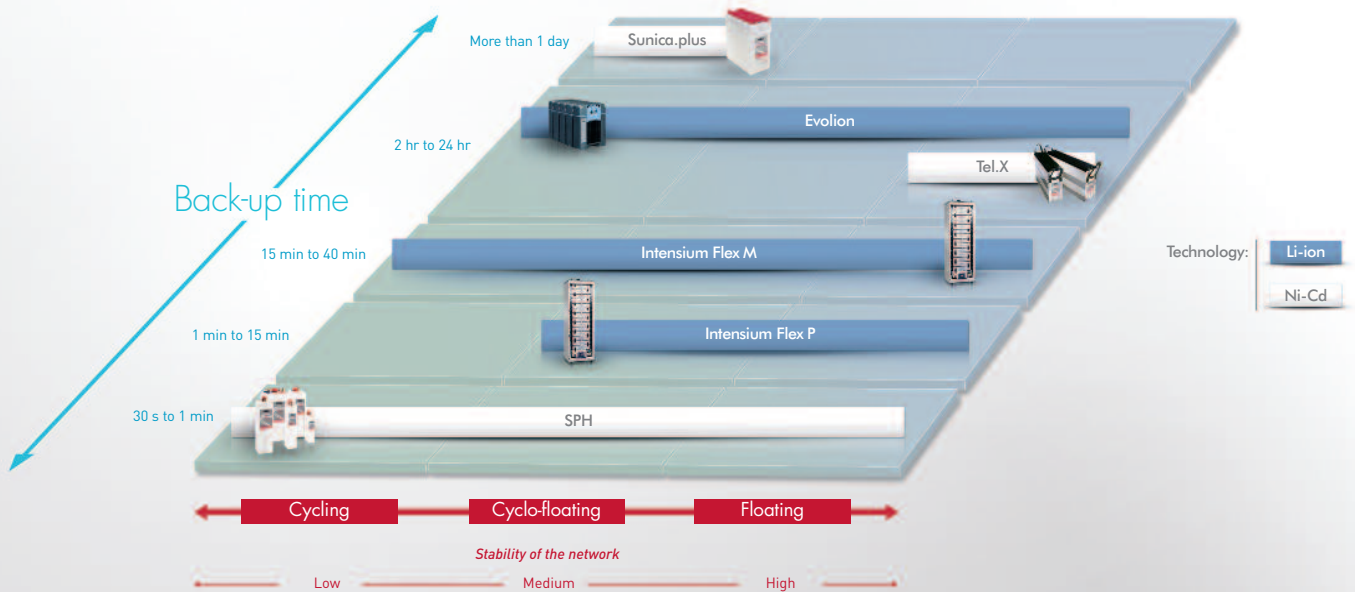 More than 1 day
Sunica.plus
Evolion
2 hr to 24 hr
Tel.X
Back-up time
15 min to 40 min
Intensium Flex M
Technology:
Li-ion
Ni-Cd
1 min to 15 min
Intensium Flex P
30 s to 1 min
SPH
Cycling
Cyclo-floating
Floating
Stability of the network
Low
Medium
High